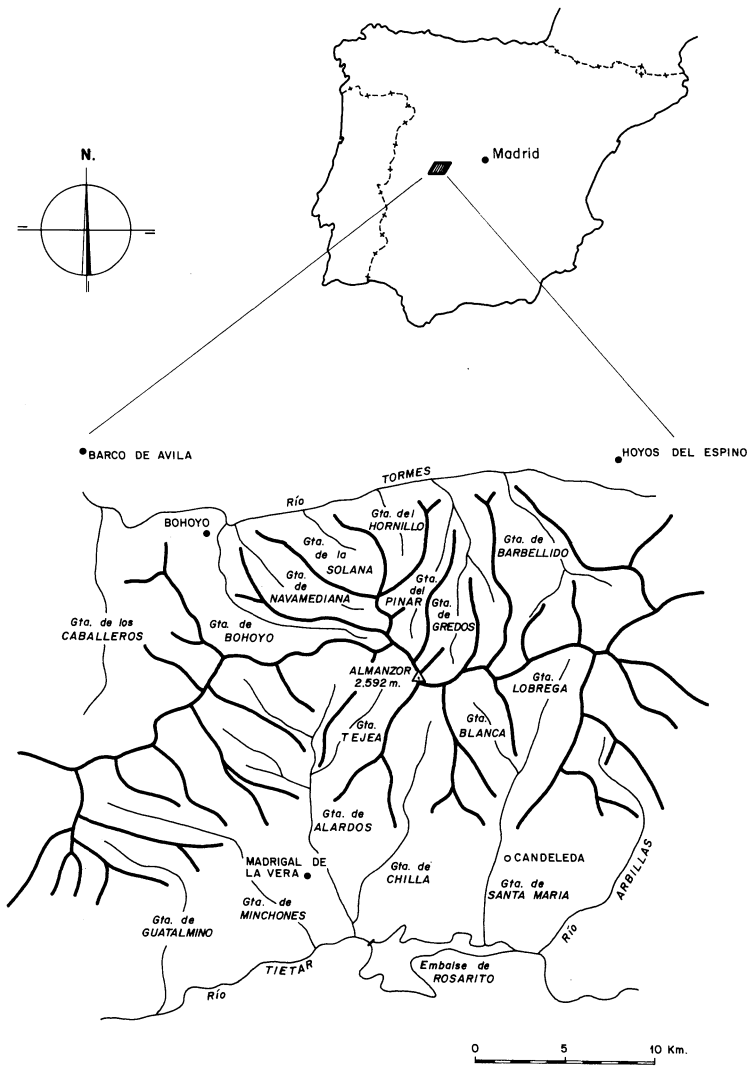 N.
Madrid
BARCO DE AVILA
HOYOS DEL ESPINO
Río TORMES
BOHOYO
Gta. del
HORNILLO
Gta.
de la
SOLANA
Gta. de
BARBELLIDO
Gta.
de
NAVAMEDIANA
Gta.
del
PINAR
Gta.
de
GREDOS
Gta. de los
CABALLEROS
Gta. de
BOHOYO
ALMANZOR
2.592 m.
Gta.
LOBREGA
Gta.
BLANCA
Gta.
TEJEA
Gta. de
ALARDOS
MADRIGAL DE
LA VERA
Gta. de
CHILLA
CANDELEDA
Gta. de
SANTA MARIA
Río ARBILLAS
Gta. de
MINCHONES
Gta. de
GUATALMINO
Río TIETAR
Embalse de
ROSARITO
0 5 10 Km.